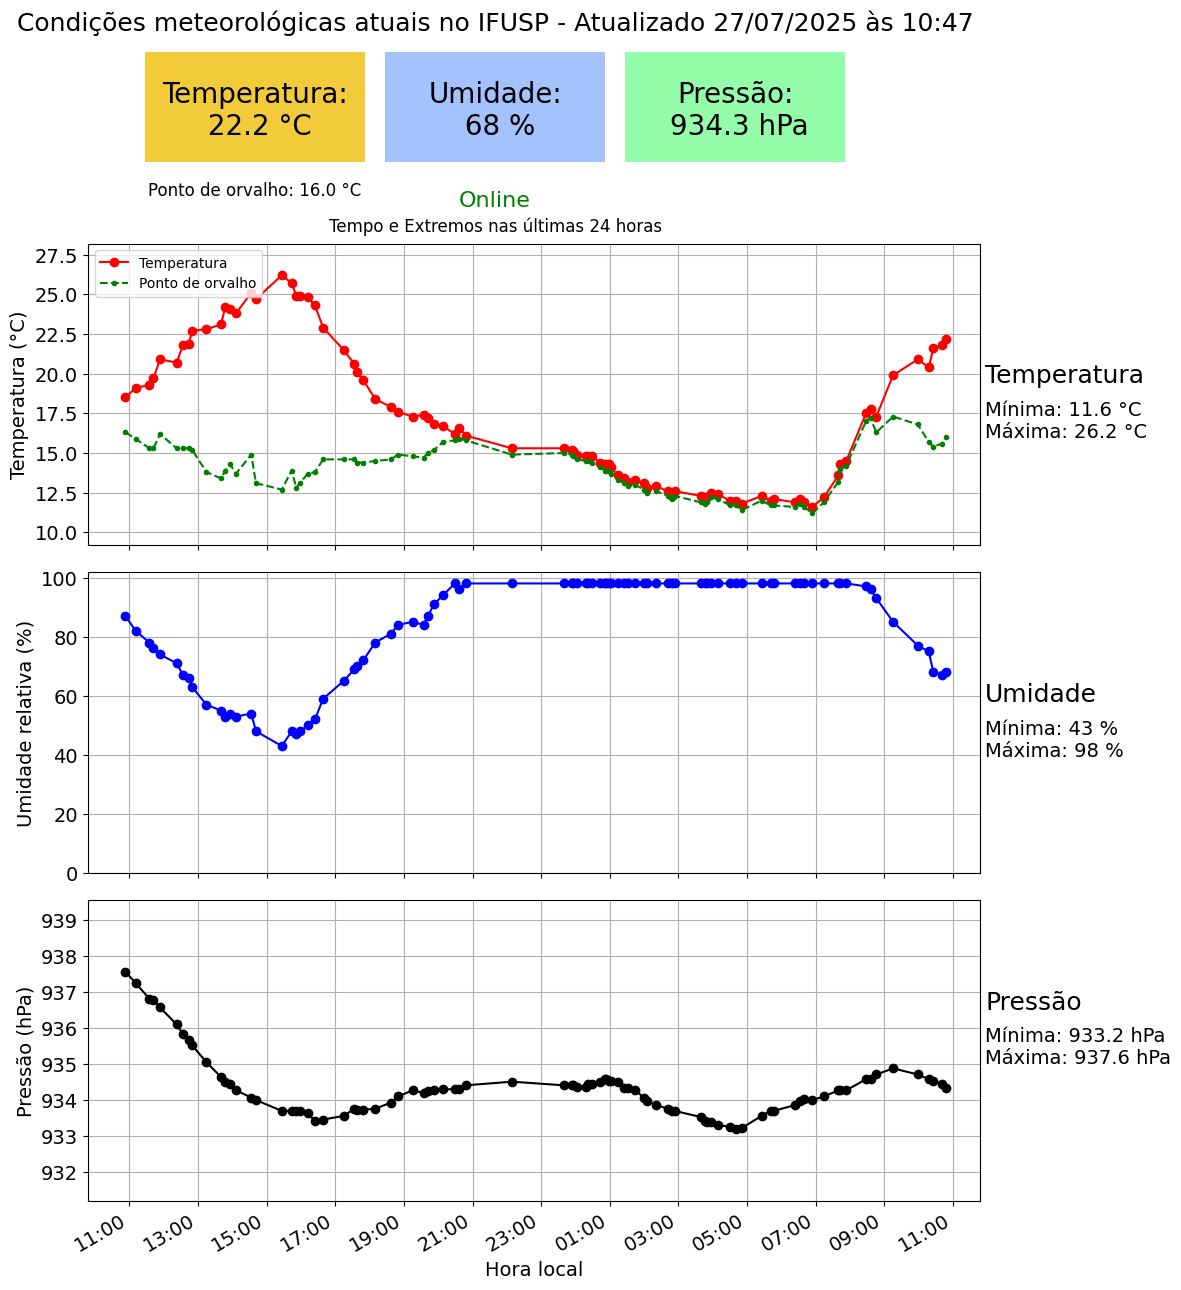 Condições meteorológicas atuais no IFUSP - Atualizado 27/07/2025 às 10:47
Temperatura:
22.2 °C
Umidade:
68 %
Pressão:
934.3 hPa
Ponto de orvalho: 16.0 °C
Online
Tempo e Extremos nas últimas 24 horas
Temperatura
Ponto de orvalho
Temperatura (°C)
27.5
25.0
22.5
20.0
17.5
15.0
12.5
10.0
Temperatura
Mínima: 11.6 °C
Máxima: 26.2 °C
Umidade relativa (%)
100
80
60
40
20
0
Umidade
Mínima: 43 %
Máxima: 98 %
Pressão (hPa)
939
938
937
936
935
934
933
932
Pressão
Mínima: 933.2 hPa
Máxima: 937.6 hPa
11:00
13:00
15:00
17:00
19:00
21:00
23:00
01:00
03:00
05:00
07:00
09:00
11:00
Hora local